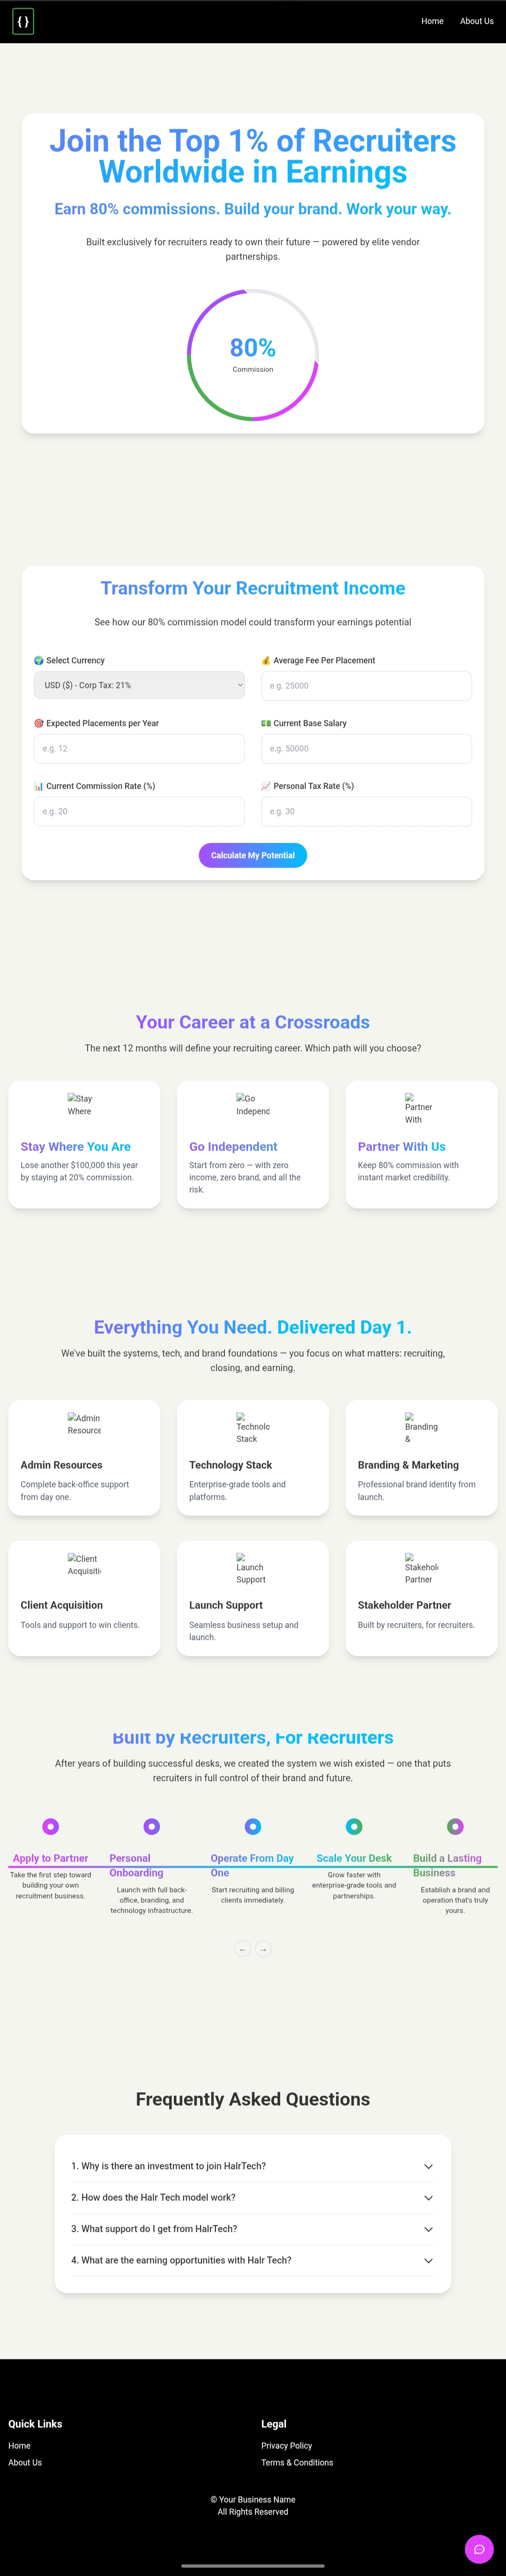 { }
Home
About Us
Join the Top 1% of Recruiters
Worldwide in Earnings
Earn 80% commissions. Build your brand. Work your way.
Built exclusively for recruiters ready to own their future — powered by elite vendor
partnerships.
80%
Commission
Transform Your Recruitment Income
See how our 80% commission model could transform your earnings potential
🌍 Select Currency
USD ($) - Corp Tax: 21%
💰 Average Fee Per Placement
e.g. 25000
🎯 Expected Placements per Year
e.g. 12
💵 Current Base Salary
e.g. 50000
📊 Current Commission Rate (%)
e.g. 20
📈 Personal Tax Rate (%)
e.g. 30
Calculate My Potential
Your Career at a Crossroads
The next 12 months will define your recruiting career. Which path will you choose?
Stay
Where
Stay Where You Are
Lose another $100,000 this year
by staying at 20% commission.
Go
Independ
Go Independent
Start from zero — with zero
income, zero brand, and all the
risk.
Partner
With
Partner With Us
Keep 80% commission with
instant market credibility.
Everything You Need. Delivered Day 1.
We've built the systems, tech, and brand foundations — you focus on what matters: recruiting,
closing, and earning.
Admin
Resource
Admin Resources
Complete back-office support
from day one.
Technolo
Stack
Technology Stack
Enterprise-grade tools and
platforms.
Branding
&
Branding & Marketing
Professional brand identity from
launch.
Client
Acquisiti
Client Acquisition
Tools and support to win clients.
Launch
Support
Launch Support
Seamless business setup and
launch.
Stakehol
Partner
Stakeholder Partner
Built by recruiters, for recruiters.
Built by Recruiters, For Recruiters
After years of building successful desks, we created the system we wish existed — one that puts
recruiters in full control of their brand and future.
Apply to Partner
Take the first step toward
building your own
recruitment business.
Personal
Onboarding
Launch with full back-
office, branding, and
technology infrastructure.
Operate From Day
One
Start recruiting and billing
clients immediately.
Scale Your Desk
Grow faster with
enterprise-grade tools and
partnerships.
Build a Lasting
Business
Establish a brand and
operation that's truly
yours.
← →
Frequently Asked Questions
1. Why is there an investment to join HalrTech?
2. How does the Halr Tech model work?
3. What support do I get from HalrTech?
4. What are the earning opportunities with Halr Tech?
Quick Links
Home
About Us
Legal
Privacy Policy
Terms & Conditions
© Your Business Name
All Rights Reserved